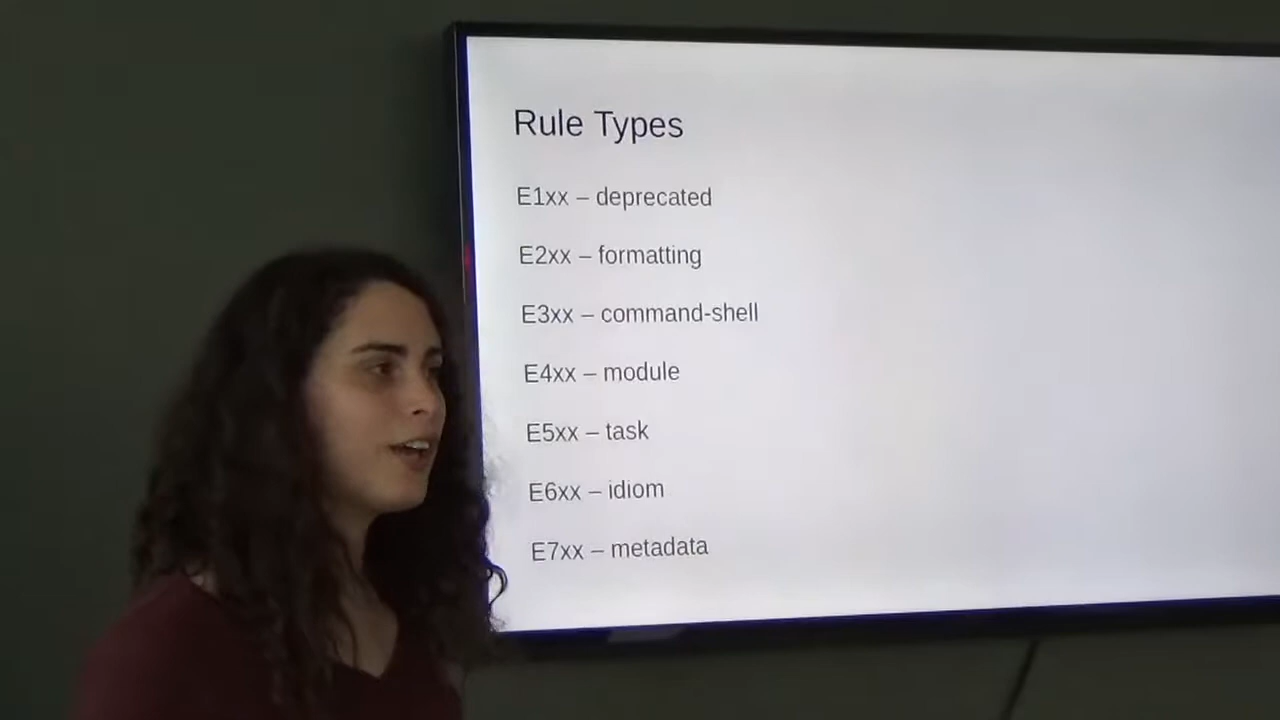 Rule Types
E1xx – deprecated
E2xx – formatting
E3xx – command-shell
E4xx – module
E5xx – task
E6xx – idiom
E7xx – metadata